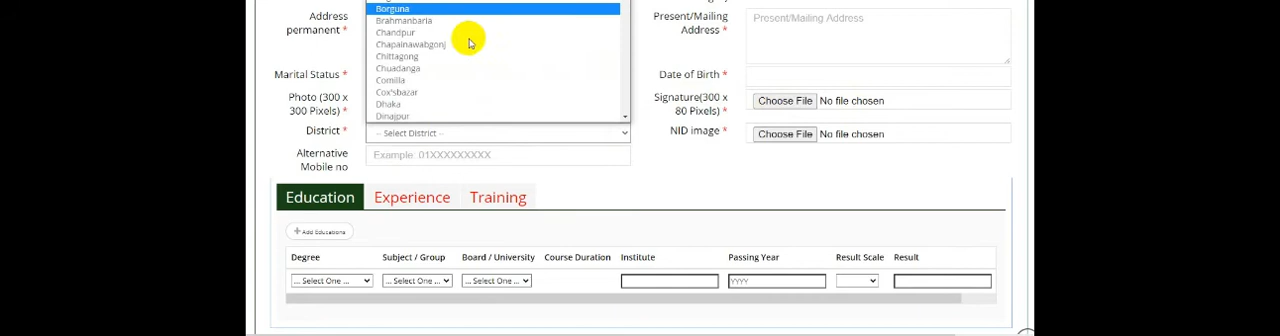 Borguna
Address
permanent *
Brahmanbaria
Chandpur
Chapainawabgonj
Chittagong
Chuadanga
Comilla
Cox'sbazar
Dhaka
Dinajpur
Present/Mailing
Address *
Present/Mailing Address
Marital Status *
Date of Birth *
Photo (300 x
300 Pixels) *
Signature(300 x
80 Pixels) *
Choose File No file chosen
District *
-- Select District --
NID image *
Choose File No file chosen
Alternative
Mobile no
Example: 01XXXXXXXXX
Education Experience Training
+ Add Educations
Degree Subject / Group Board / University Course Duration Institute Passing Year Result Scale Result
... Select One ... ... Select One ... ... Select One ... YYYY